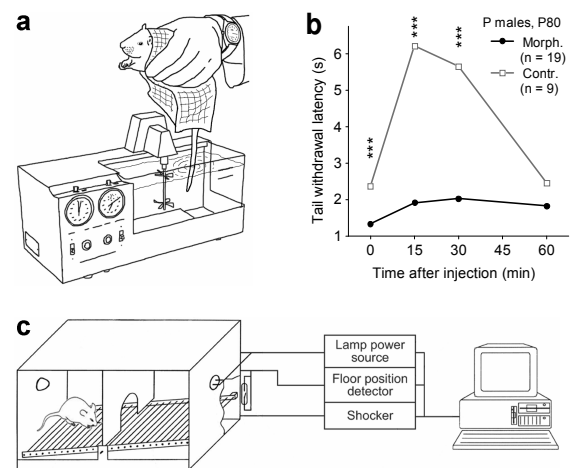 a
b
P males, P80
Morph.
(n = 19)
Contr.
(n = 9)
Tail withdrawal latency (s)
6
5
4
3
2
1
***
***
***
0
15
30
45
60
Time after injection (min)
c
Lamp power
source
Floor position
detector
Shocker